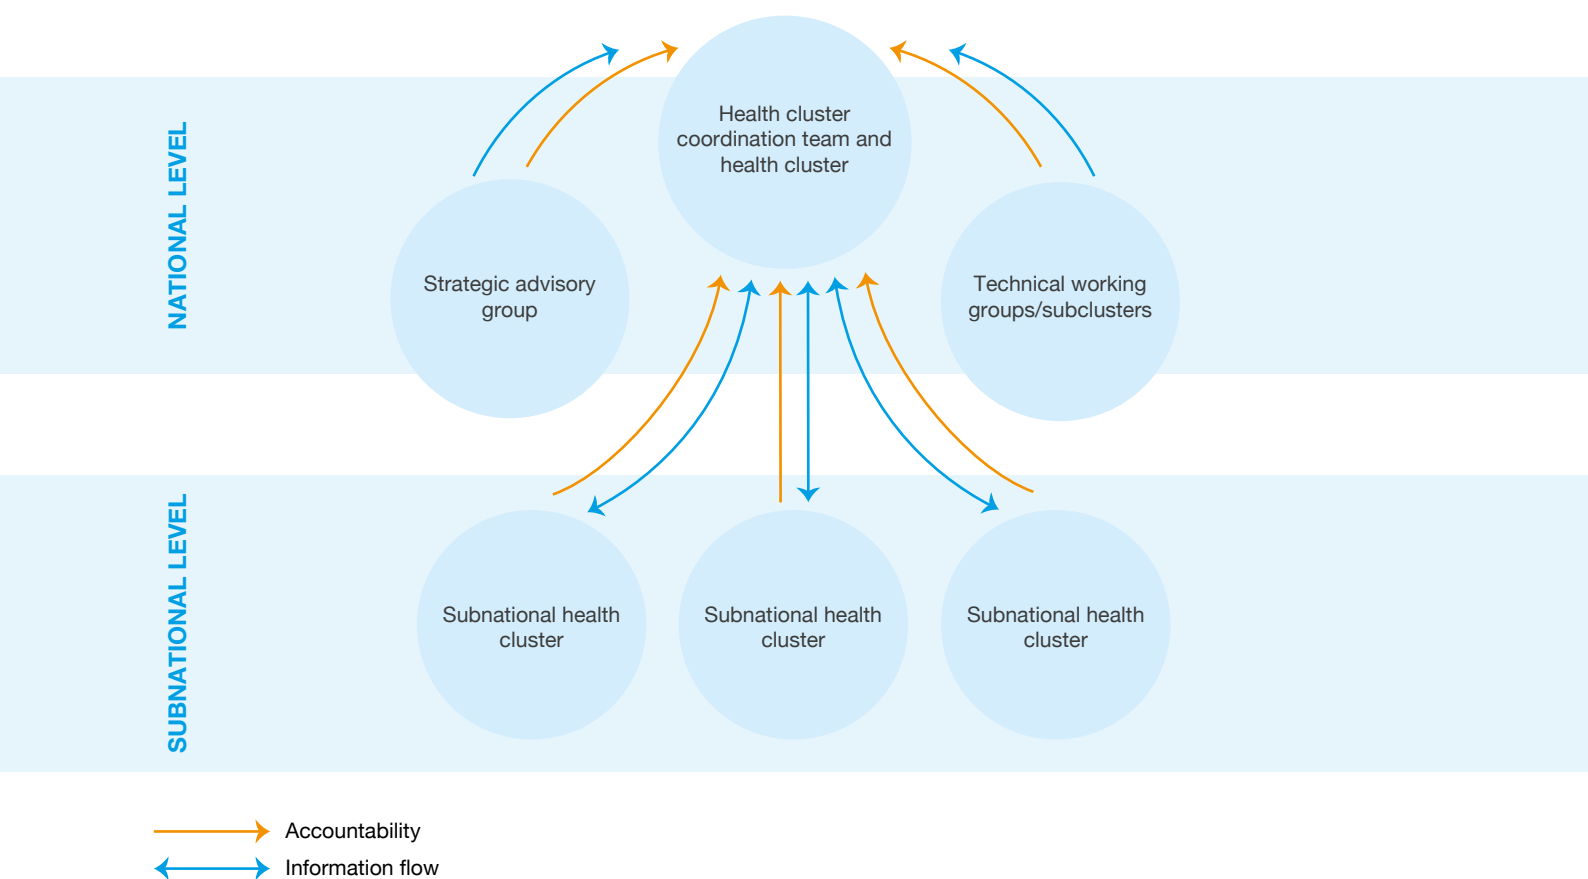 NATIONAL LEVEL
Health cluster
coordination team and
health cluster
Strategic advisory
group
Technical working
groups/subclusters
SUBNATIONAL LEVEL
Subnational health
cluster
Subnational health
cluster
Subnational health
cluster
Accountability
Information flow